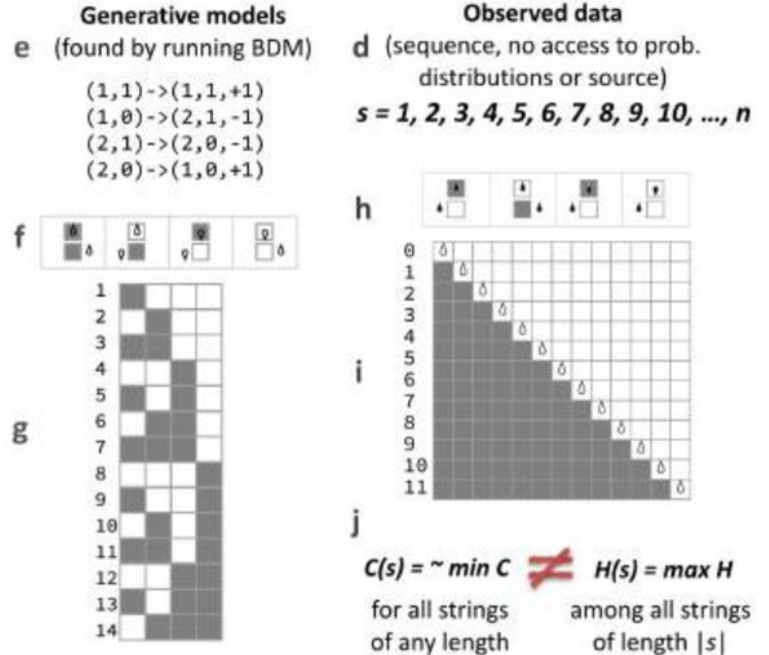 Generative models
e (found by running BDM)
(1,1)->(1,1,+1)
(1,0)->(2,1,-1)
(2,1)->(2,0,-1)
(2,0)->(1,0,+1)
f
g
1
2
3
4
5
6
7
8
9
10
11
12
13
14
Observed data
d (sequence, no access to prob.
distributions or source)
s = 1, 2, 3, 4, 5, 6, 7, 8, 9, 10, ..., n
h
i
0
1
2
3
4
5
6
7
8
9
10
11
j
C(s) = ~ min C ≠ H(s) = max H
for all strings
of any length
among all strings
of length |s|